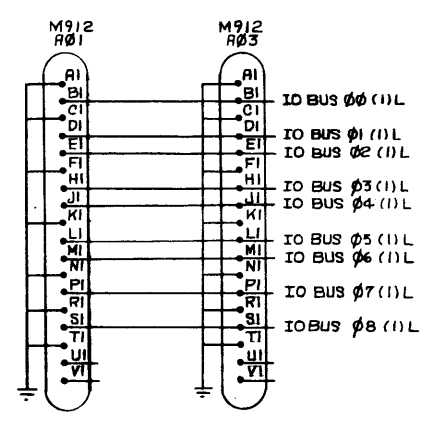 M912 M912
AØ1 AØ3
A1 A1
B1 B1 IO BUS ØØ (1) L
C1 C1
D1 D1 IO BUS Ø1 (1) L
E1 E1 IO BUS Ø2 (1) L
F1 F1
H1 H1 IO BUS Ø3 (1) L
J1 J1 IO BUS Ø4 (1) L
K1 K1
L1 L1 IO BUS Ø5 (1) L
M1 M1 IO BUS Ø6 (1) L
N1 N1
P1 P1 IO BUS Ø7 (1) L
R1 R1
S1 S1 IO BUS Ø8 (1) L
T1 T1
U1 U1
V1 V1